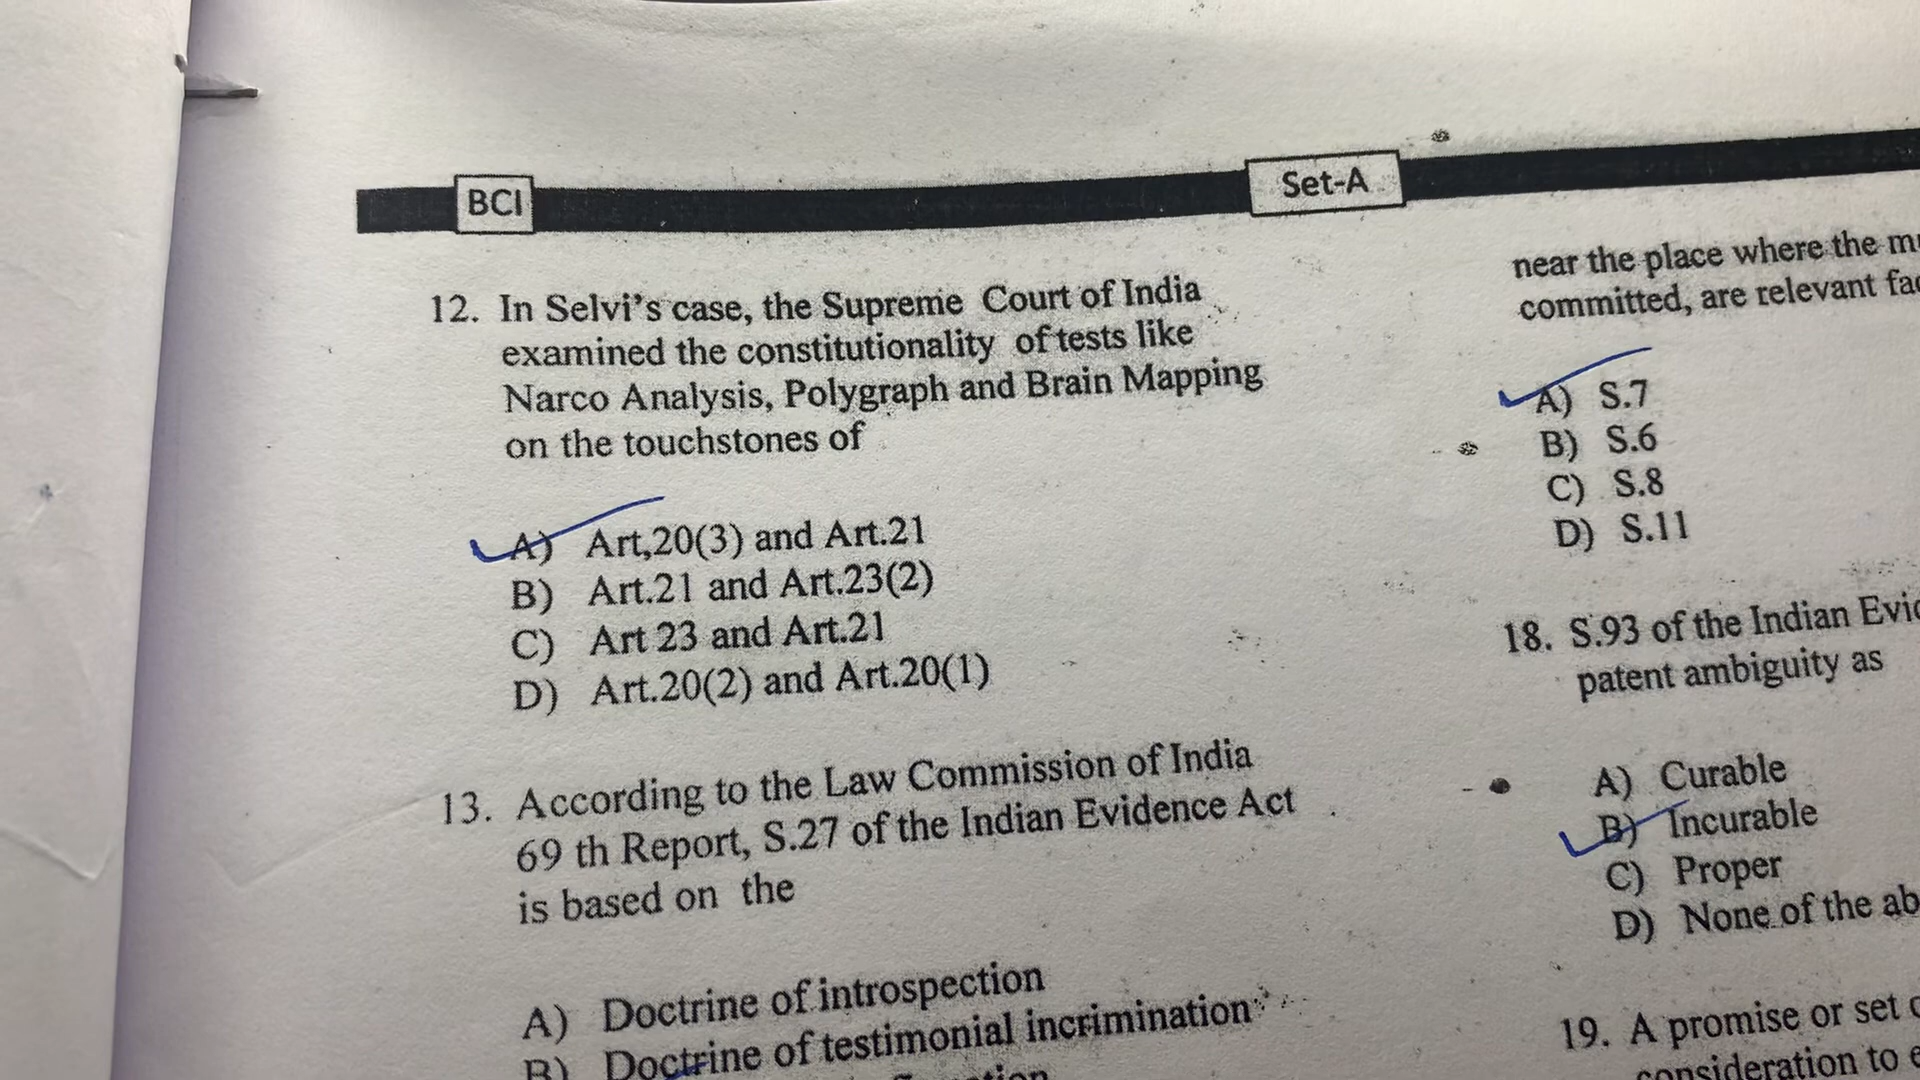 BCI
Set-A
12. In Selvi's case, the Supreme Court of India
examined the constitutionality of tests like
Narco Analysis, Polygraph and Brain Mapping
on the touchstones of
A) Art,20(3) and Art.21
B) Art.21 and Art.23(2)
C) Art 23 and Art.21
D) Art.20(2) and Art.20(1)
13. According to the Law Commission of India
69 th Report, S.27 of the Indian Evidence Act
is based on the
A) Doctrine of introspection
B) Doctrine of testimonial incrimination
near the place where the
committed, are relevant
A) S.7
B) S.6
C) S.8
D) S.11
18. S.93 of the Indian
patent ambiguity as
A) Curable
B) Incurable
C) Proper
D) None of the
19. A promise or set
consideration to